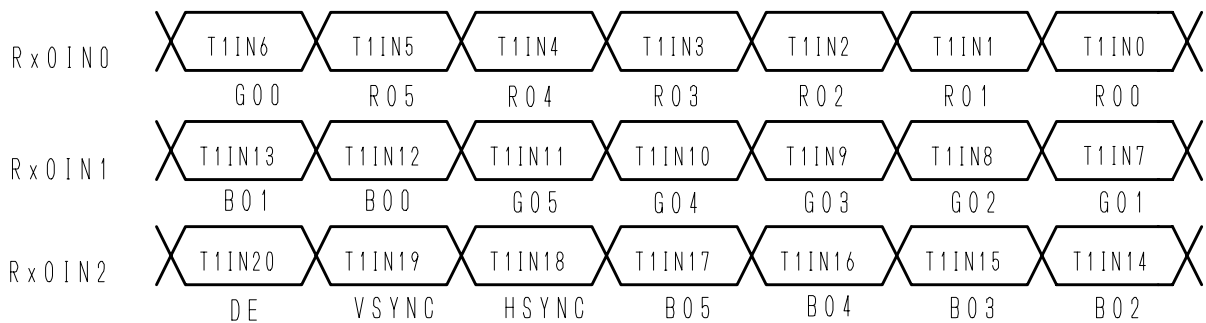 T1IN6 T1IN5 T1IN4 T1IN3 T1IN2 T1IN1 T1IN0
Rx0IN0
G00 R05 R04 R03 R02 R01 R00
T1IN13 T1IN12 T1IN11 T1IN10 T1IN9 T1IN8 T1IN7
Rx0IN1
B01 B00 G05 G04 G03 G02 G01
T1IN20 T1IN19 T1IN18 T1IN17 T1IN16 T1IN15 T1IN14
Rx0IN2
DE VSYNC HSYNC B05 B04 B03 B02